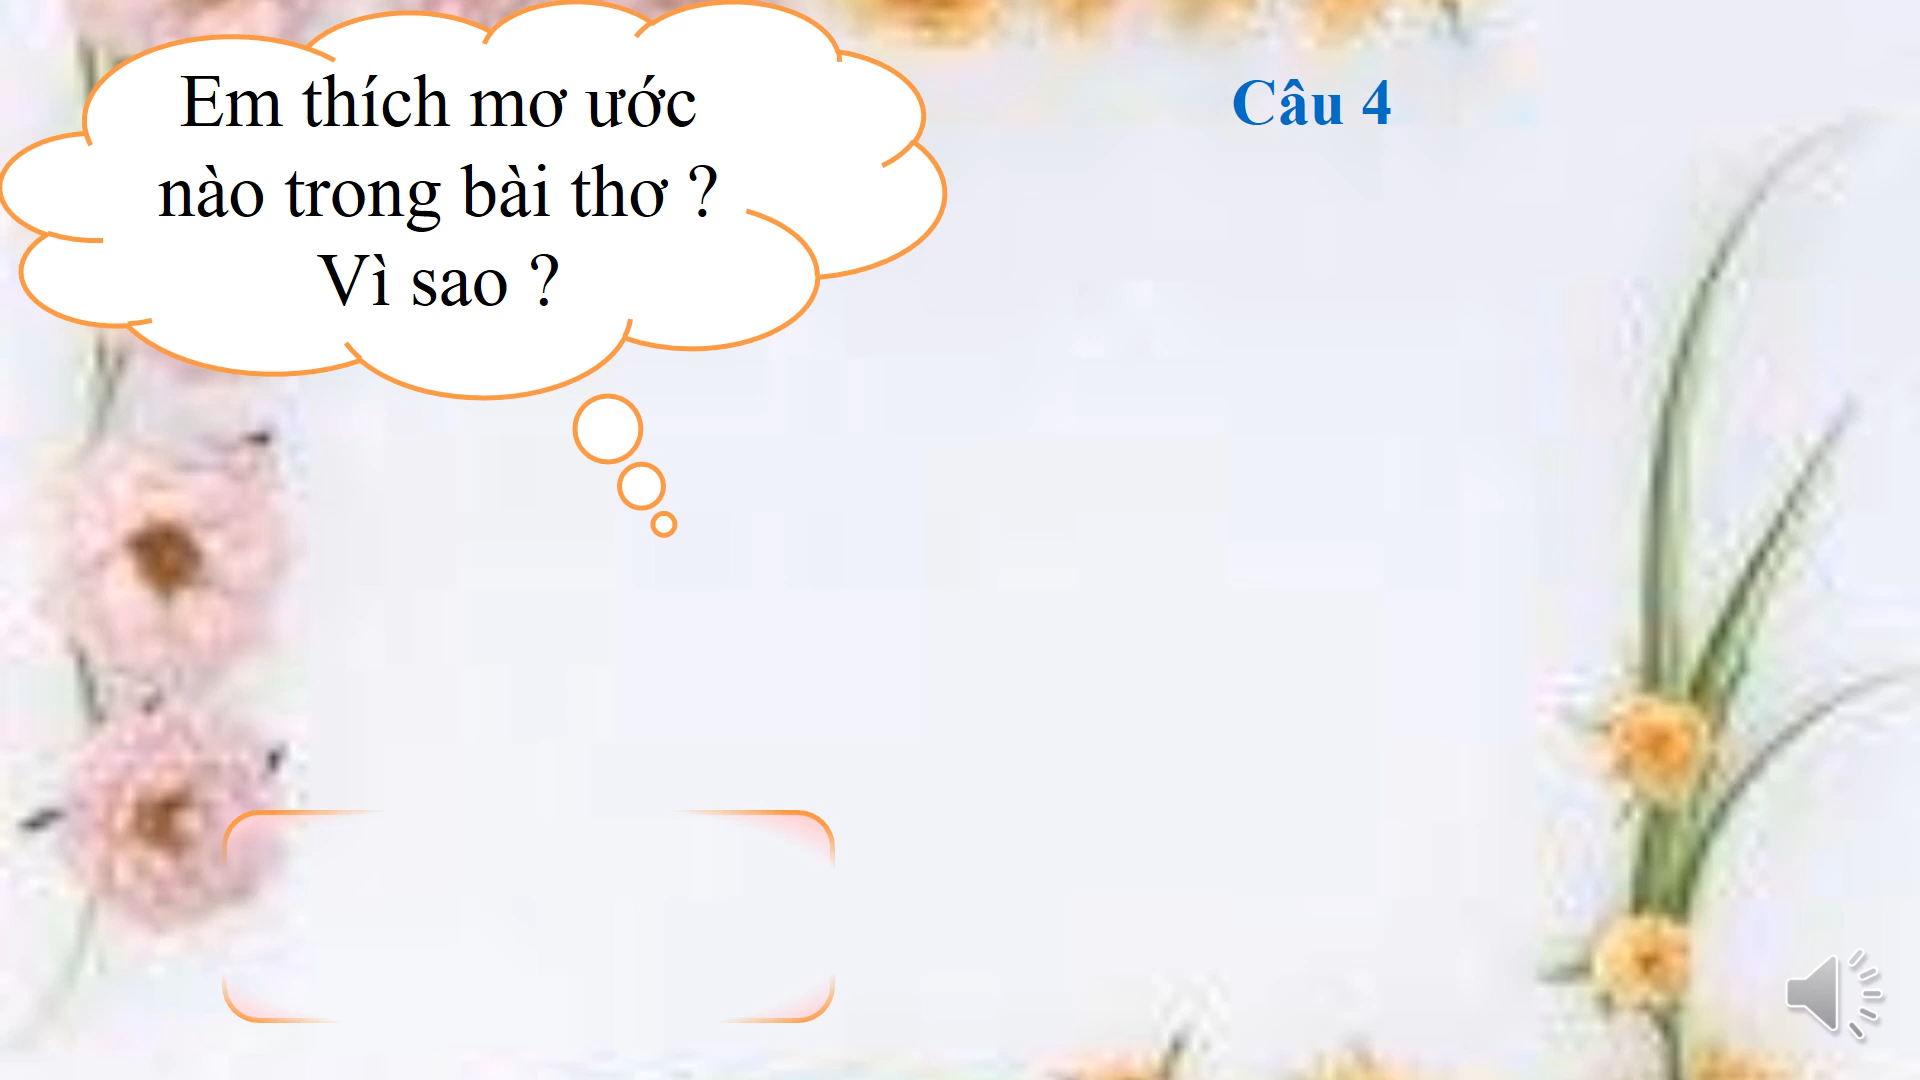 Em thích mơ ước
nào trong bài thơ ?
Vì sao ?
Câu 4